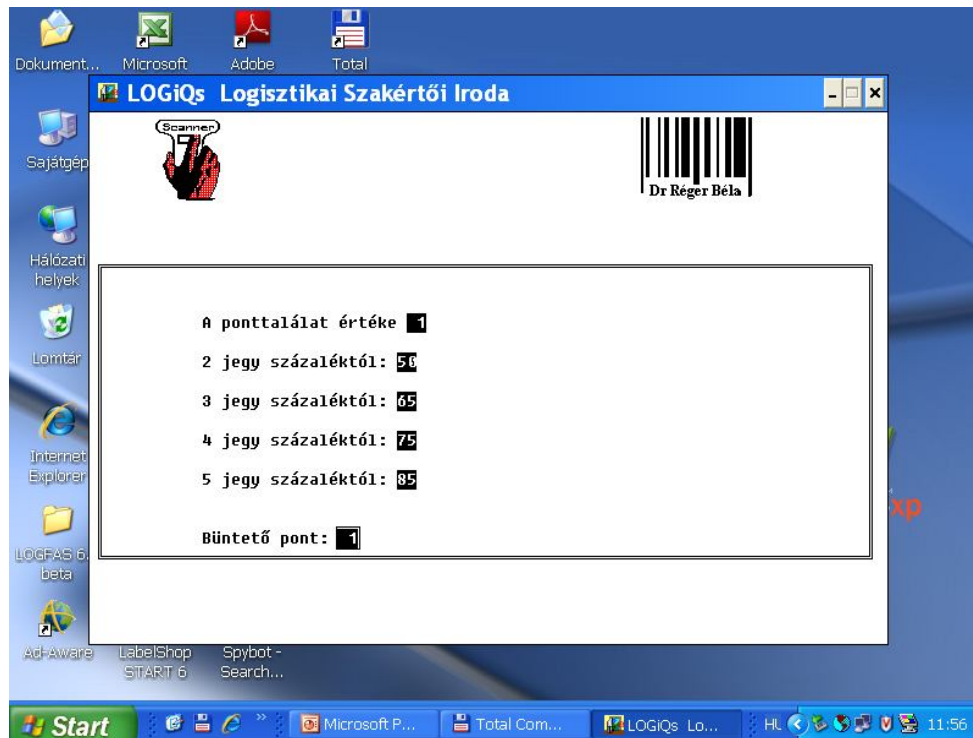 Dokument...
Microsoft
Adobe
Total
LOGiQs Logisztikai Szakértői Iroda
Scanner
Dr Réger Béla
Sajátgép
Hálózati
helyek
Lomtár
Internet
Explorer
LOGFAS 6.
beta
Ad-Aware
A ponttalálat értéke 1
2 jegy százaléktól: 50
3 jegy százaléktól: 65
4 jegy százaléktól: 75
5 jegy százaléktól: 85
Büntető pont: 1
xp
LabelShop
START 6
Spybot -
Search...
Start
Microsoft P...
Total Com...
LOGiQs Lo...
HL
11:56